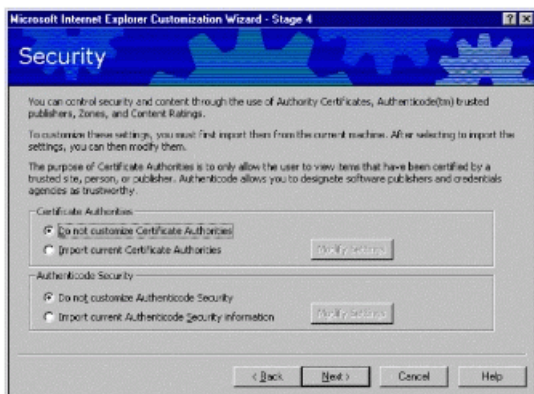 Microsoft Internet Explorer Customization Wizard - Stage 4
Security
You can control security and content through the use of Authority Certificates, Authenticode(tm) trusted
publishers, Zones, and Content Ratings.
To customize these settings, you must first import them from the current machine. After selecting to import the
settings, you can then modify them.
The purpose of Certificate Authorities is to only allow the user to view items that have been certified by a
trusted site, person, or publisher. Authenticode allows you to designate software publishers and credentials
agencies as trustworthy.
Certificate Authorities
Do not customize Certificate Authorities
Import current Certificate Authorities
Modify Settings
Authenticode Security
Do not customize Authenticode Security
Import current Authenticode Security information
Modify Settings
< Back
Next >
Cancel
Help